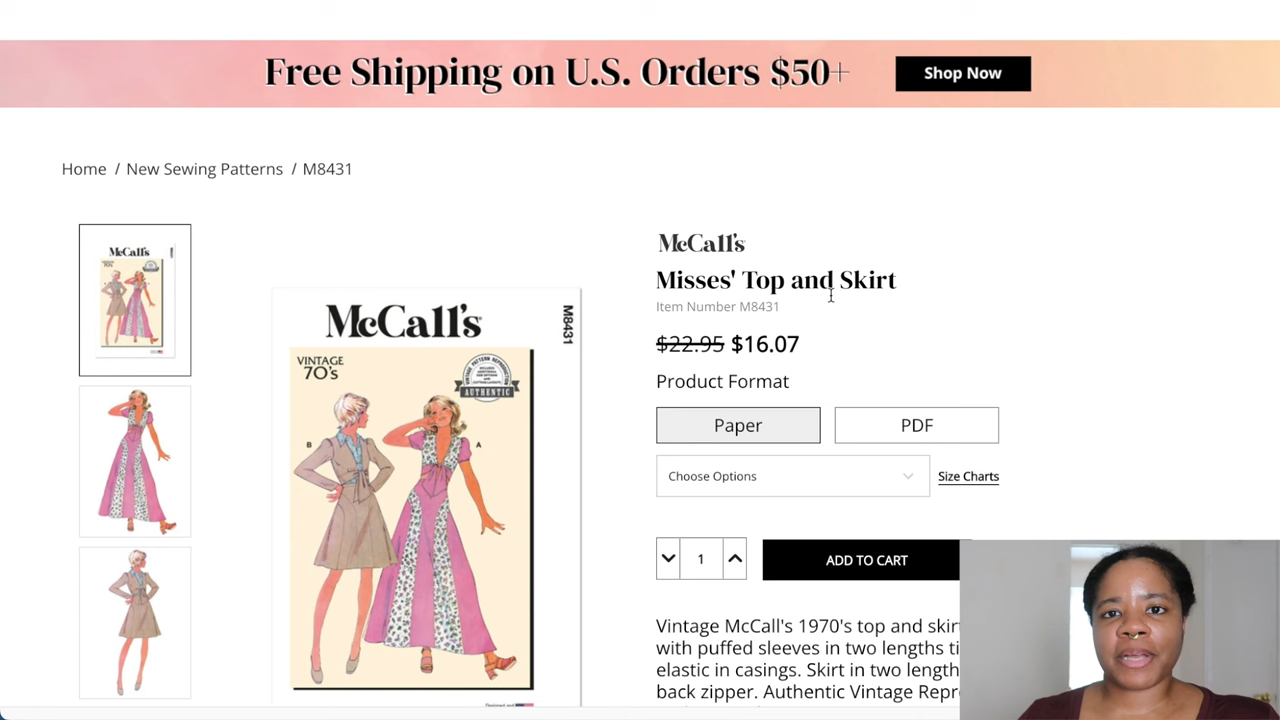 Free Shipping on U.S. Orders $50+
Shop Now
Home / New Sewing Patterns / M8431
McCall's
McCall's
M8431
VINTAGE
70's
AUTHENTIC
B
A
McCall's
Misses' Top and Skirt
Item Number M8431
$22.95 $16.07
Product Format
Paper
PDF
Choose Options
Size Charts
1
ADD TO CART
Vintage McCall's 1970's top and skir
with puffed sleeves in two lengths ti
elastic in casings. Skirt in two length
back zipper. Authentic Vintage Repr